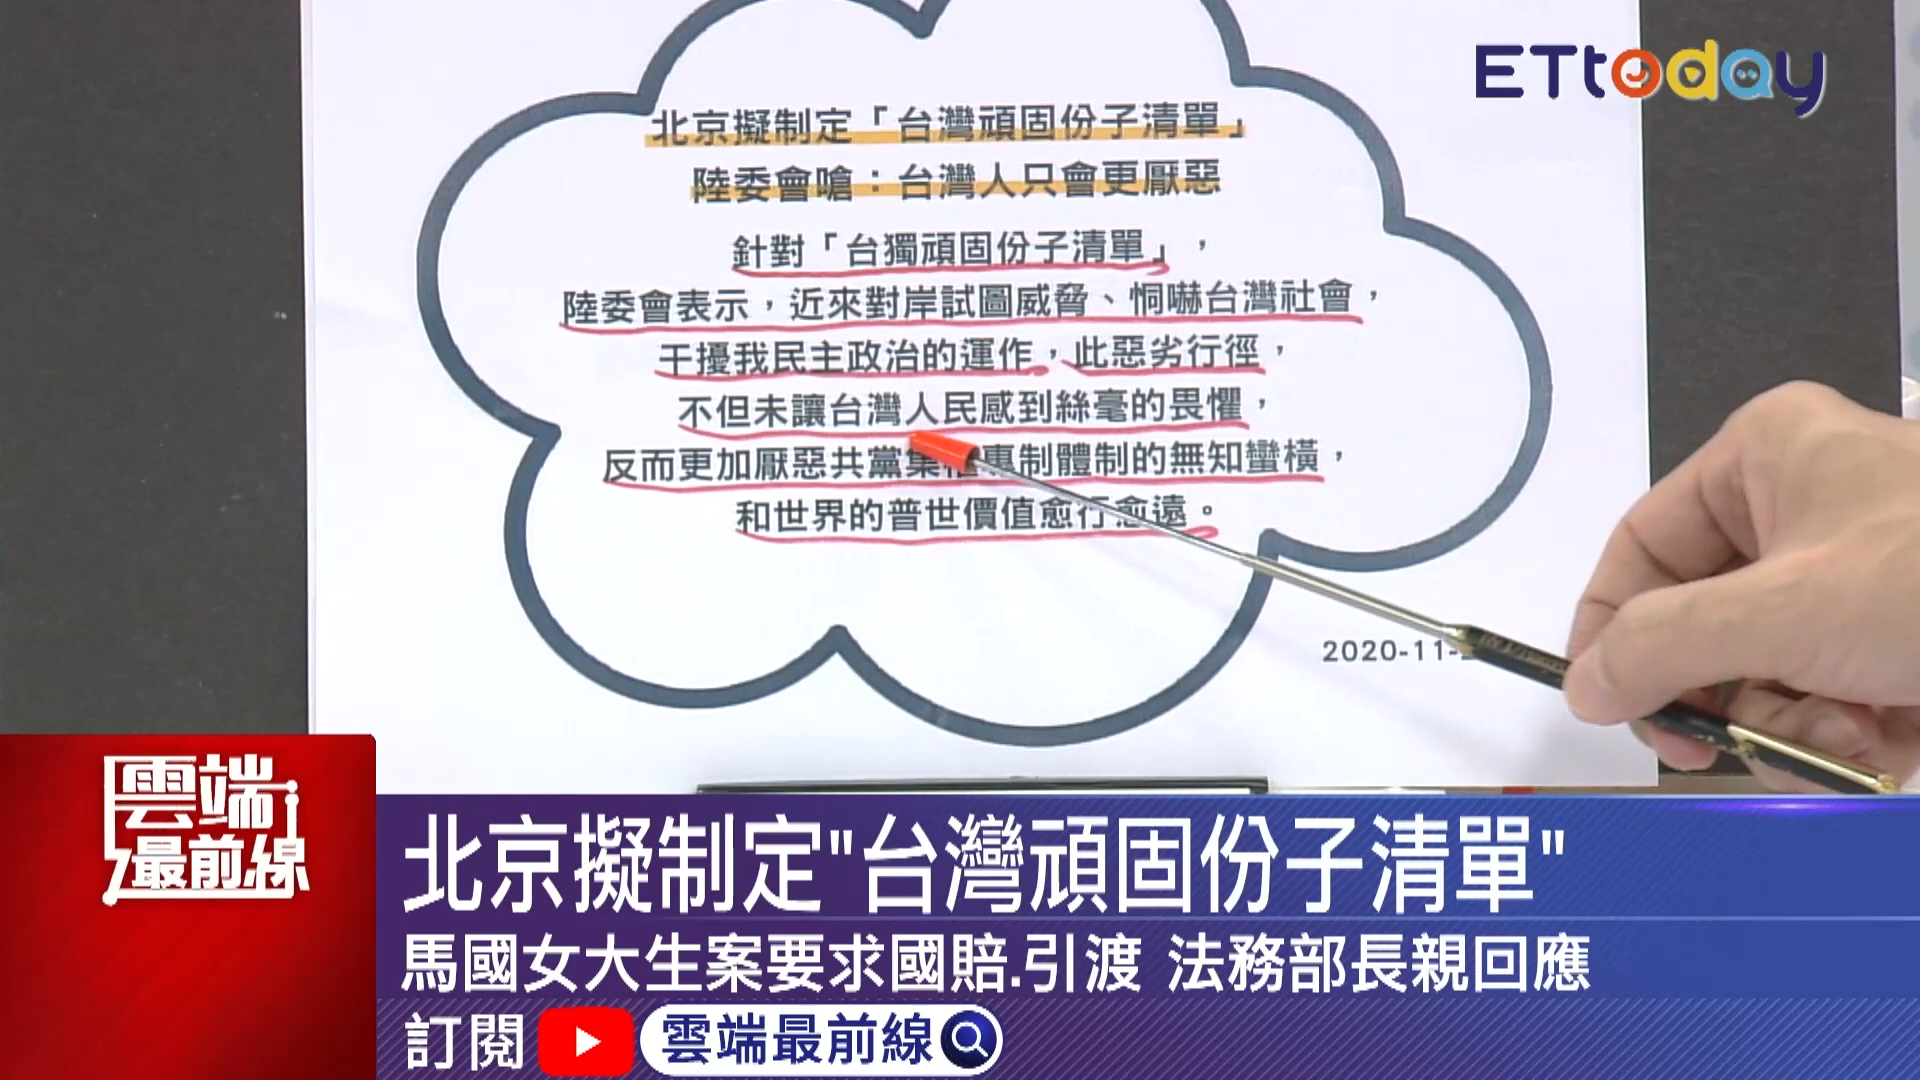 ETtoday
北京擬制定「台灣頑固份子清單」
陸委會嗆：台灣人只會更厭惡
針對「台獨頑固份子清單」，
陸委會表示，近來對岸試圖威脅、恫嚇台灣社會，
干擾我民主政治的運作，此惡劣行徑，
不但未讓台灣人民感到絲毫的畏懼，
反而更加厭惡共黨集權專制體制的無知蠻橫，
和世界的普世價值愈行愈遠。
2020-11-
雲端
最前線
北京擬制定"台灣頑固份子清單"
馬國女大生案要求國賠.引渡 法務部長親回應
訂閱 雲端最前線